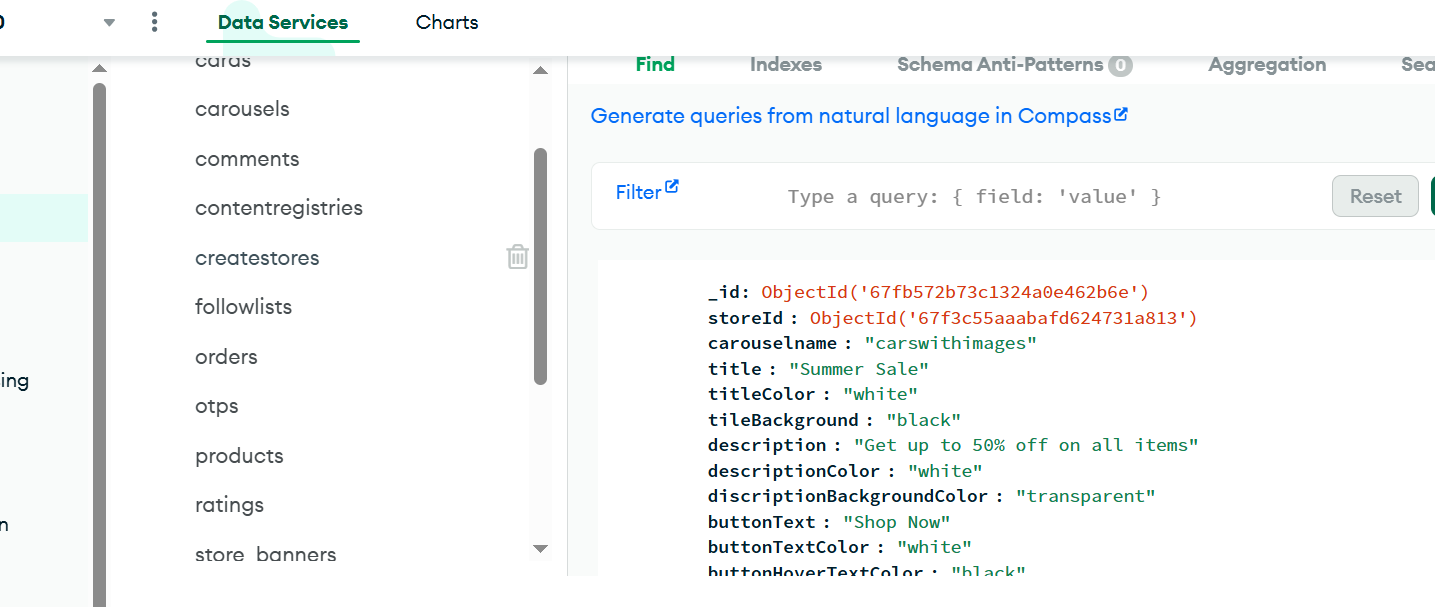 Data Services
Charts
cards
carousels
comments
contentregistries
createstores
followlists
orders
otps
products
ratings
store_banners
ing
n
Find
Indexes
Schema Anti-Patterns 0
Aggregation
Sea
Generate queries from natural language in Compass
Filter
Type a query: { field: 'value' }
Reset
_id: ObjectId('67fb572b73c1324a0e462b6e')
storeId : ObjectId('67f3c55aaabafd624731a813')
carouselname : "carswithimages"
title : "Summer Sale"
titleColor : "white"
tileBackground : "black"
description : "Get up to 50% off on all items"
descriptionColor : "white"
discriptionBackgroundColor : "transparent"
buttonText : "Shop Now"
buttonTextColor : "white"
buttonHoverTextColor : "black"